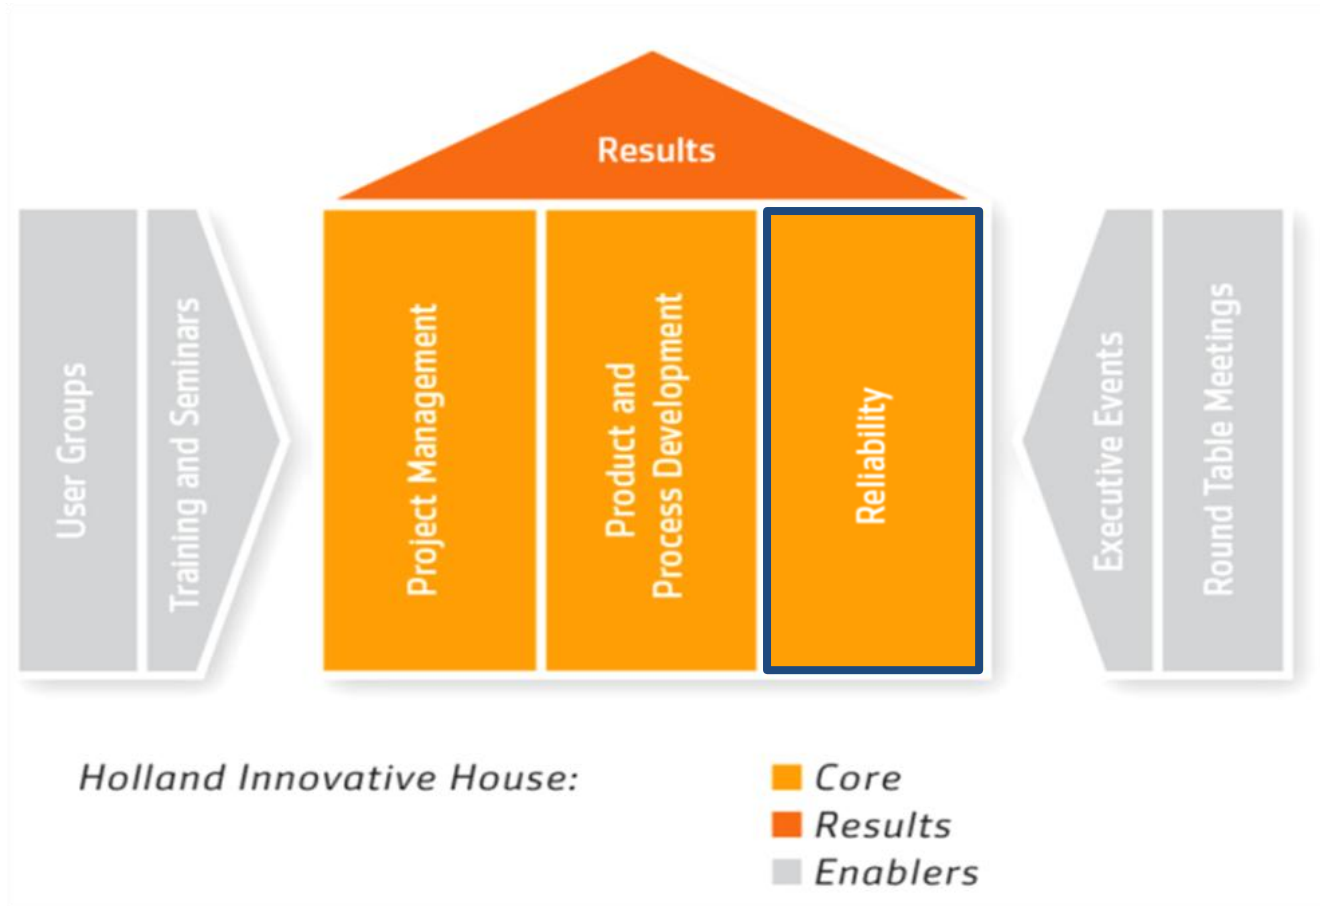 Results
User Groups
Training and Seminars
Project Management
Product and
Process Development
Reliability
Executive Events
Round Table Meetings
Holland Innovative House:
Core
Results
Enablers